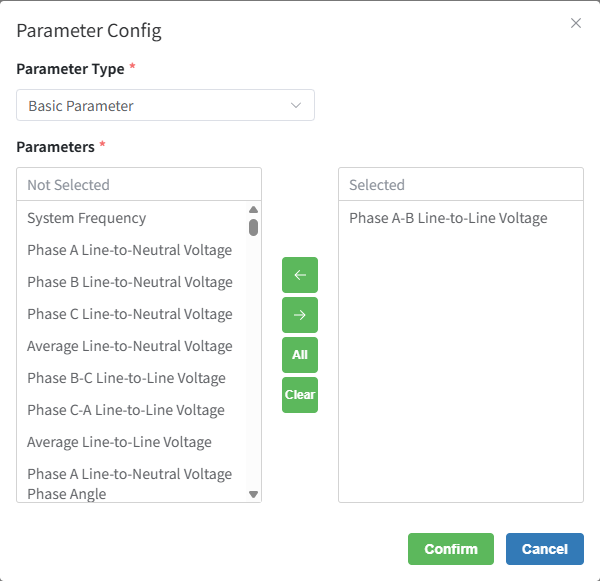 Parameter Config
Parameter Type *
Basic Parameter
Parameters *
Not Selected
System Frequency
Phase A Line-to-Neutral Voltage
Phase B Line-to-Neutral Voltage
Phase C Line-to-Neutral Voltage
Average Line-to-Neutral Voltage
Phase B-C Line-to-Line Voltage
Phase C-A Line-to-Line Voltage
Average Line-to-Line Voltage
Phase A Line-to-Neutral Voltage
Phase Angle
←
→
All
Clear
Selected
Phase A-B Line-to-Line Voltage
Confirm
Cancel